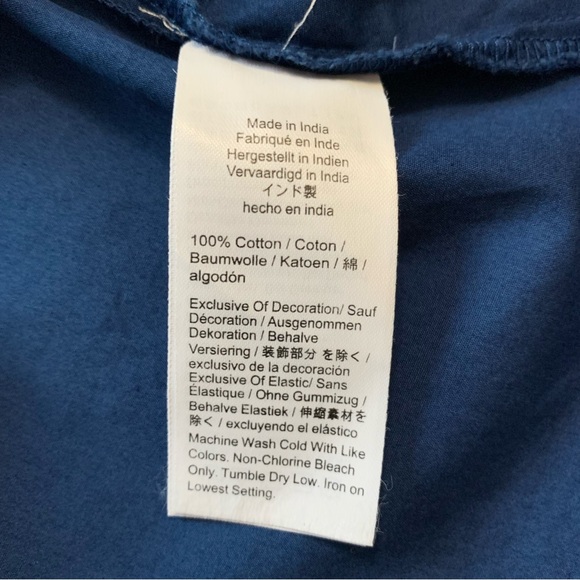 Made in India
Fabriqué en Inde
Hergestellt in Indien
Vervaardigd in India
インド製
hecho en india
100% Cotton / Coton /
Baumwolle / Katoen / 綿 /
algodón
Exclusive Of Decoration/ Sauf
Décoration / Ausgenommen
Dekoration / Behalve
Versiering / 装飾部分 を除く /
exclusivo de la decoración
Exclusive Of Elastic/ Sans
Élastique / Ohne Gummizug /
Behalve Elastiek / 伸縮素材を
除く / excluyendo el elástico
Machine Wash Cold With Like
Colors. Non-Chlorine Bleach
Only. Tumble Dry Low. Iron on
Lowest Setting.